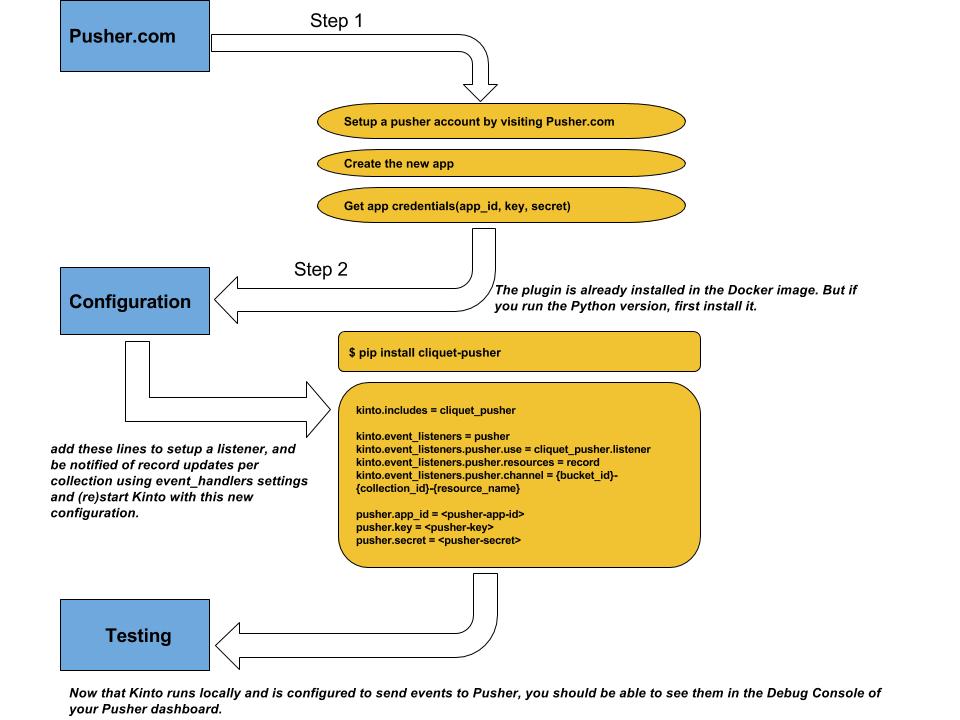 Pusher.com
Step 1
Setup a pusher account by visiting Pusher.com
Create the new app
Get app credentials(app_id, key, secret)
Step 2
Configuration
The plugin is already installed in the Docker image. But if
you run the Python version, first install it.
$ pip install cliquet-pusher
kinto.includes = cliquet_pusher
kinto.event_listeners = pusher
kinto.event_listeners.pusher.use = cliquet_pusher.listener
kinto.event_listeners.pusher.resources = record
kinto.event_listeners.pusher.channel = {bucket_id}-
{collection_id}-{resource_name}
pusher.app_id = <pusher-app-id>
pusher.key = <pusher-key>
pusher.secret = <pusher-secret>
add these lines to setup a listener, and
be notified of record updates per
collection using event_handlers settings
and (re)start Kinto with this new
configuration.
Testing
Now that Kinto runs locally and is configured to send events to Pusher, you should be able to see them in the Debug Console of
your Pusher dashboard.